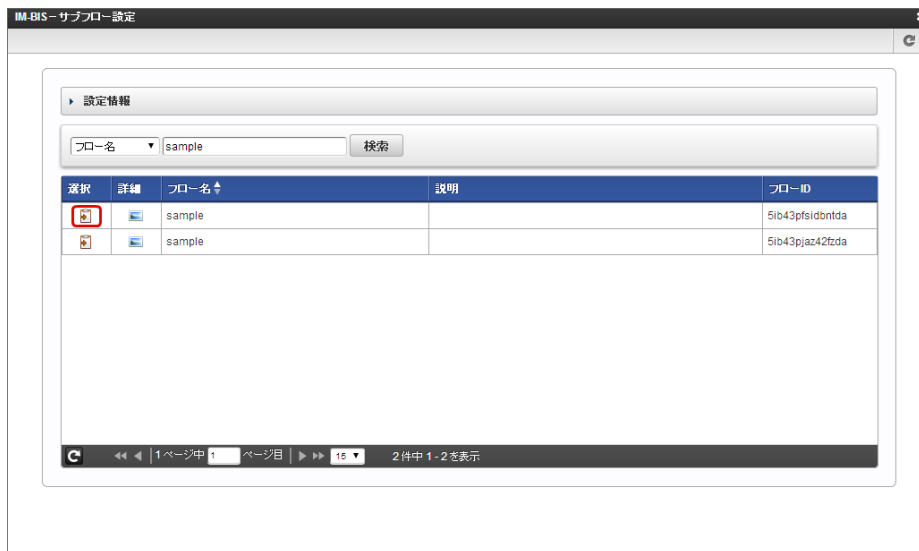 IM-BIS－サブフロー設定
設定情報
フロー名 sample 検索
選択 詳細 フロー名 説明 フローID
sample 5ib43pfsidbntda
sample 5ib43pjaz42fzda
1ページ中 1 ページ目 15 2件中 1 - 2 を表示